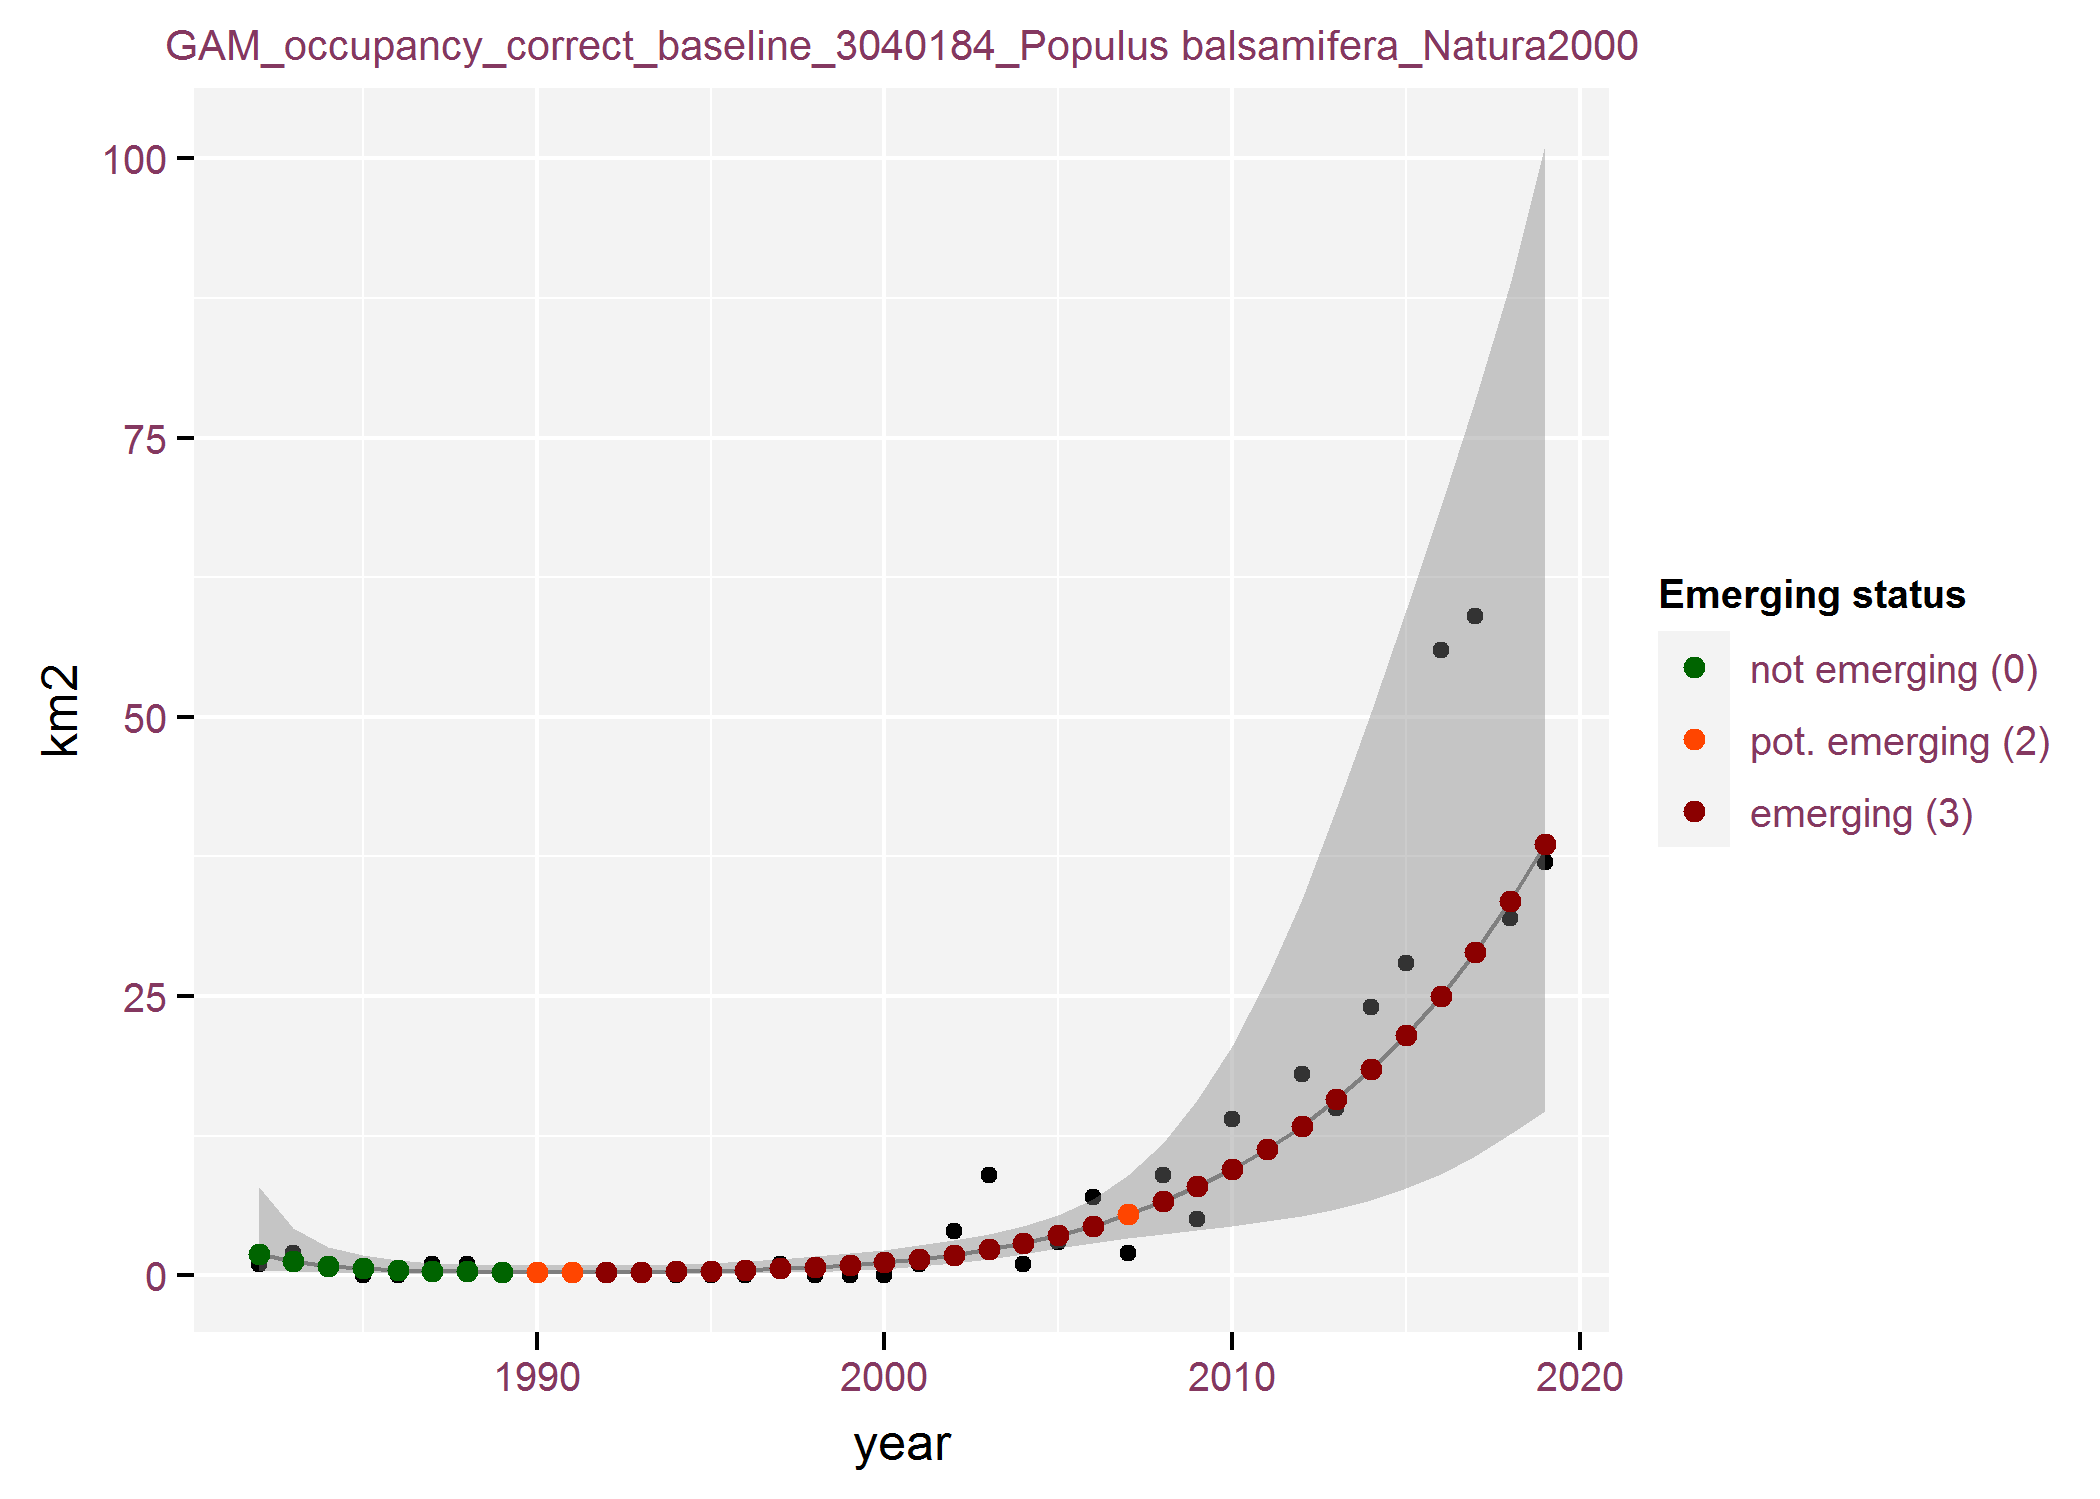 GAM_occupancy_correct_baseline_3040184_Populus balsamifera_Natura2000
100
75
50
25
0
km2
1990 2000 2010 2020
year
Emerging status
not emerging (0)
pot. emerging (2)
emerging (3)